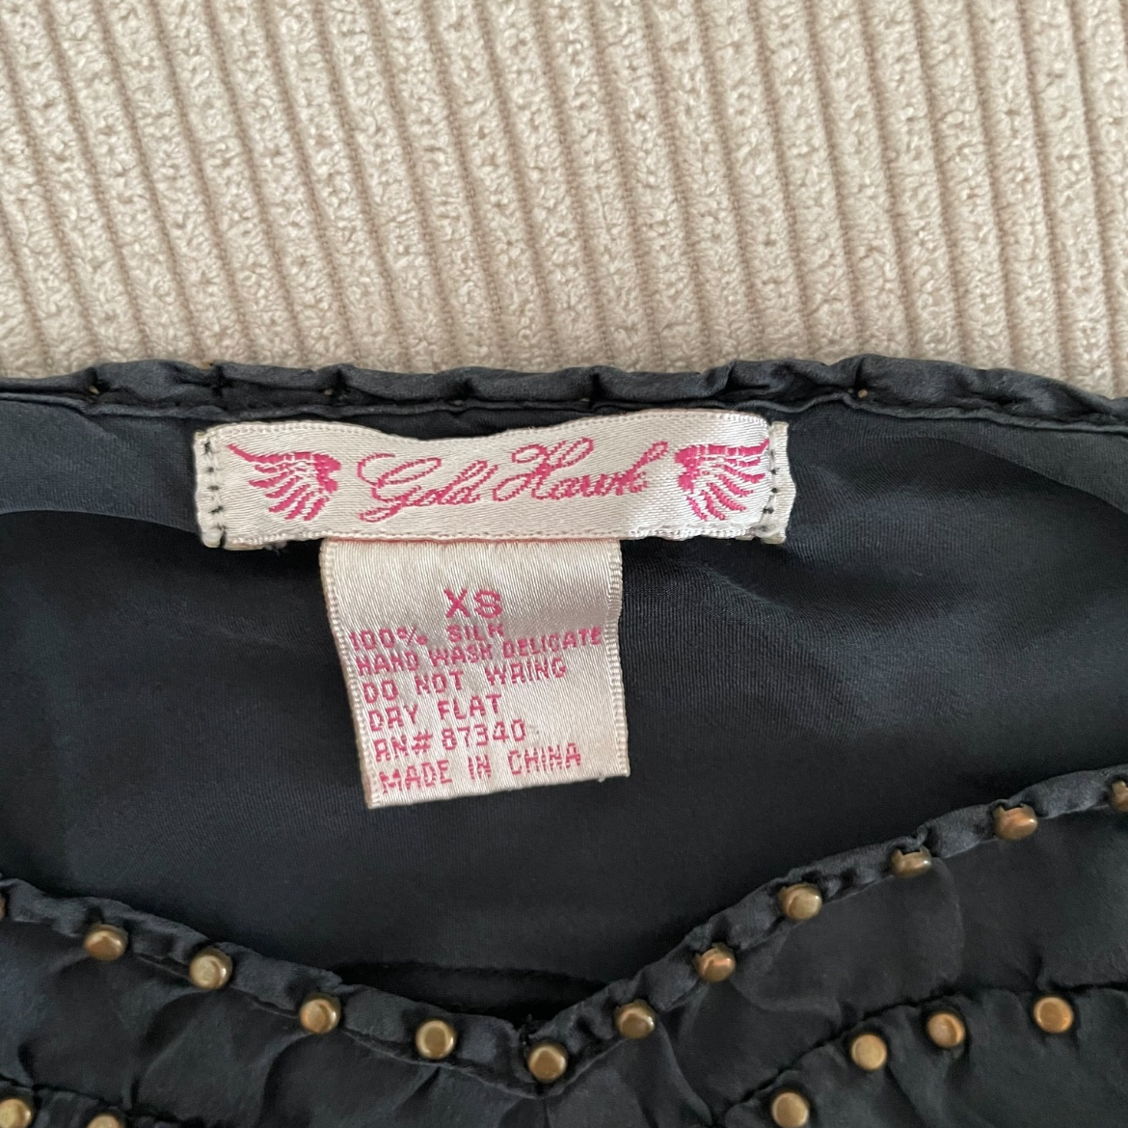 Gold Hawk
XS
100% SILK
HAND WASH DELICATE
DO NOT WRING
DRY FLAT
RN# 87340
MADE IN CHINA